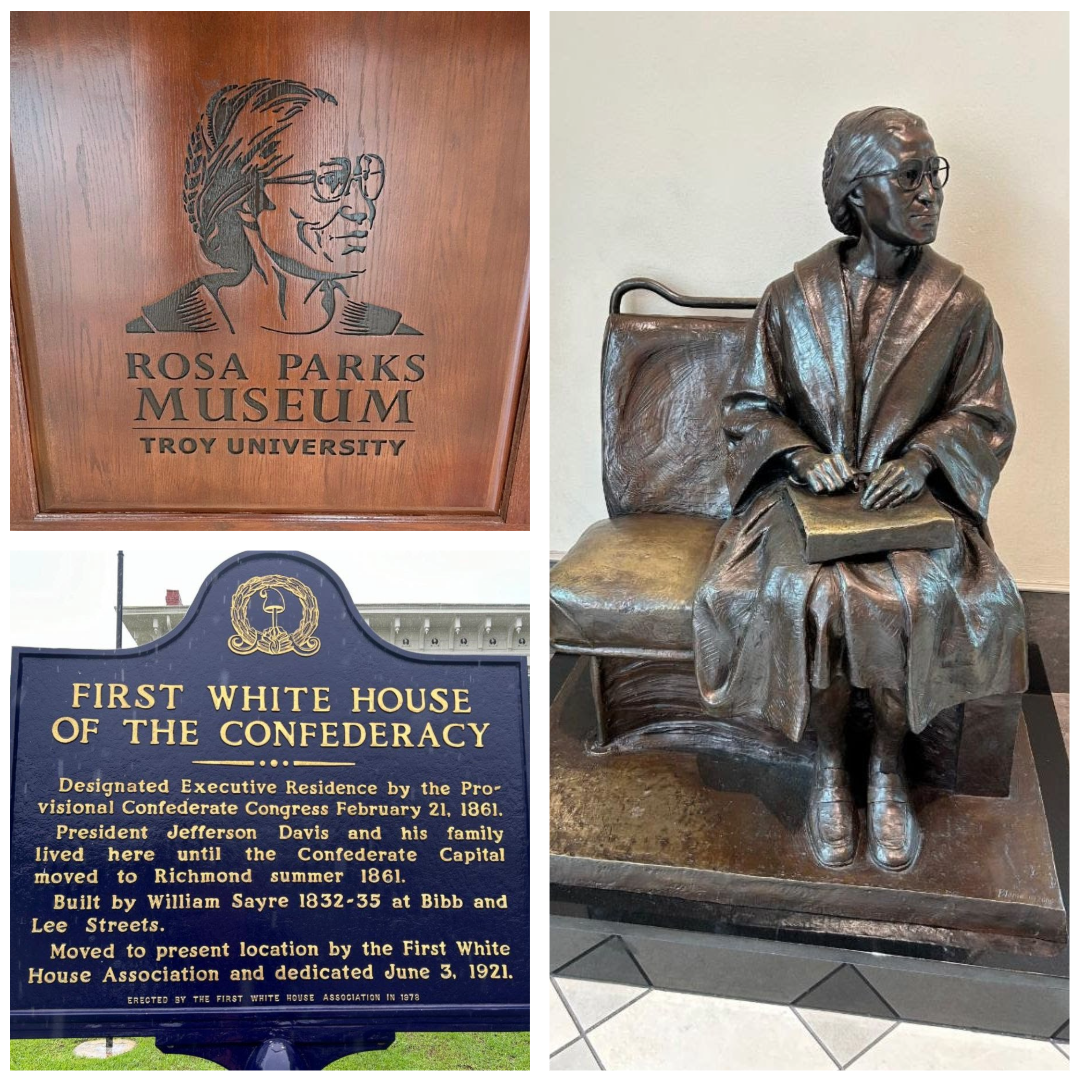 ROSA PARKS
MUSEUM
TROY UNIVERSITY
FIRST WHITE HOUSE
OF THE CONFEDERACY
Designated Executive Residence by the Pro-
visional Confederate Congress February 21, 1861.
President Jefferson Davis and his family
lived here until the Confederate Capital
moved to Richmond summer 1861.
Built by William Sayre 1832-35 at Bibb and
Lee Streets.
Moved to present location by the First White
House Association and dedicated June 3, 1921.
ERECTED BY THE FIRST WHITE HOUSE ASSOCIATION IN 1978